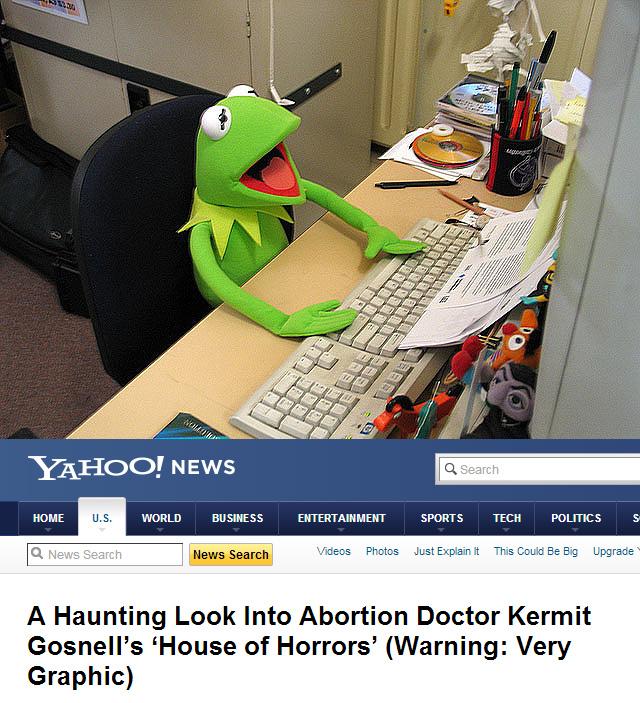 YAHOO! NEWS
Search
HOME U.S. WORLD BUSINESS ENTERTAINMENT SPORTS TECH POLITICS
News Search News Search Videos Photos Just Explain It This Could Be Big Upgrade
A Haunting Look Into Abortion Doctor Kermit
Gosnell's ‘House of Horrors’ (Warning: Very
Graphic)